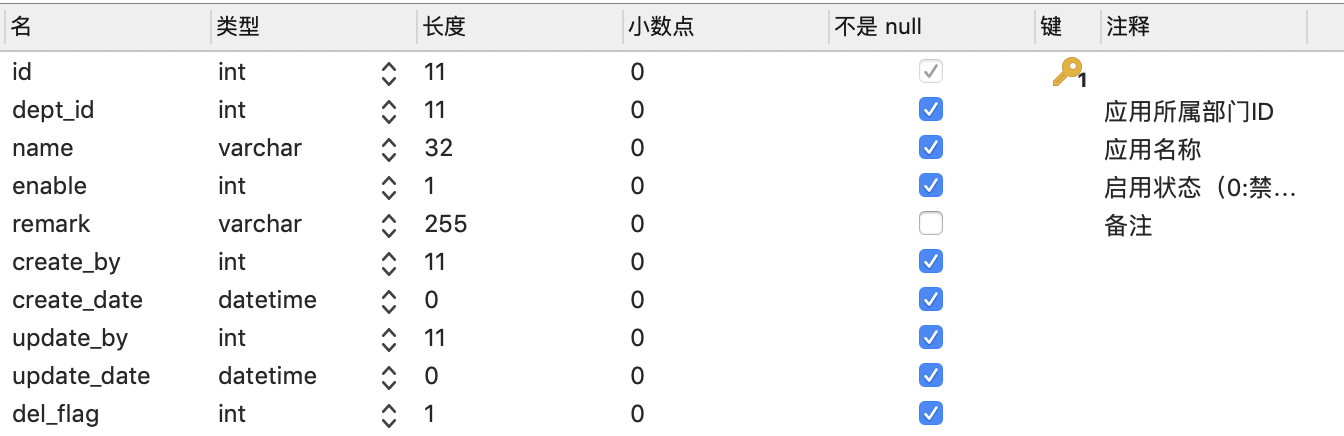 名 类型 长度 小数点 不是 null 键 注释
id int 11 0 1
dept_id int 11 0 应用所属部门ID
name varchar 32 0 应用名称
enable int 1 0 启用状态（0:禁...
remark varchar 255 0 备注
create_by int 11 0
create_date datetime 0 0
update_by int 11 0
update_date datetime 0 0
del_flag int 1 0